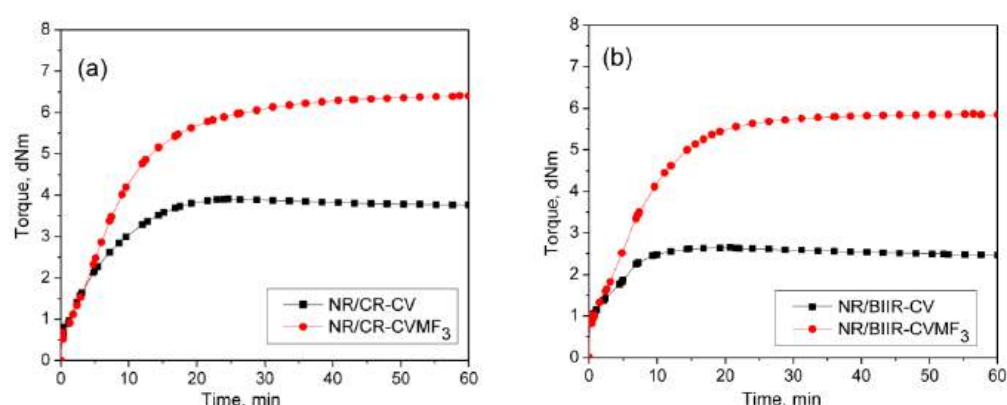 (a)
8
7
6
5
4
3
2
1
0
Torque, dNm
NR/CR-CV
NR/CR-CVMF₃
0 10 20 30 40 50 60
Time, min
(b)
8
7
6
5
4
3
2
1
0
Torque, dNm
NR/BIIR-CV
NR/BIIR-CVMF₃
0 10 20 30 40 50 60
Time, min